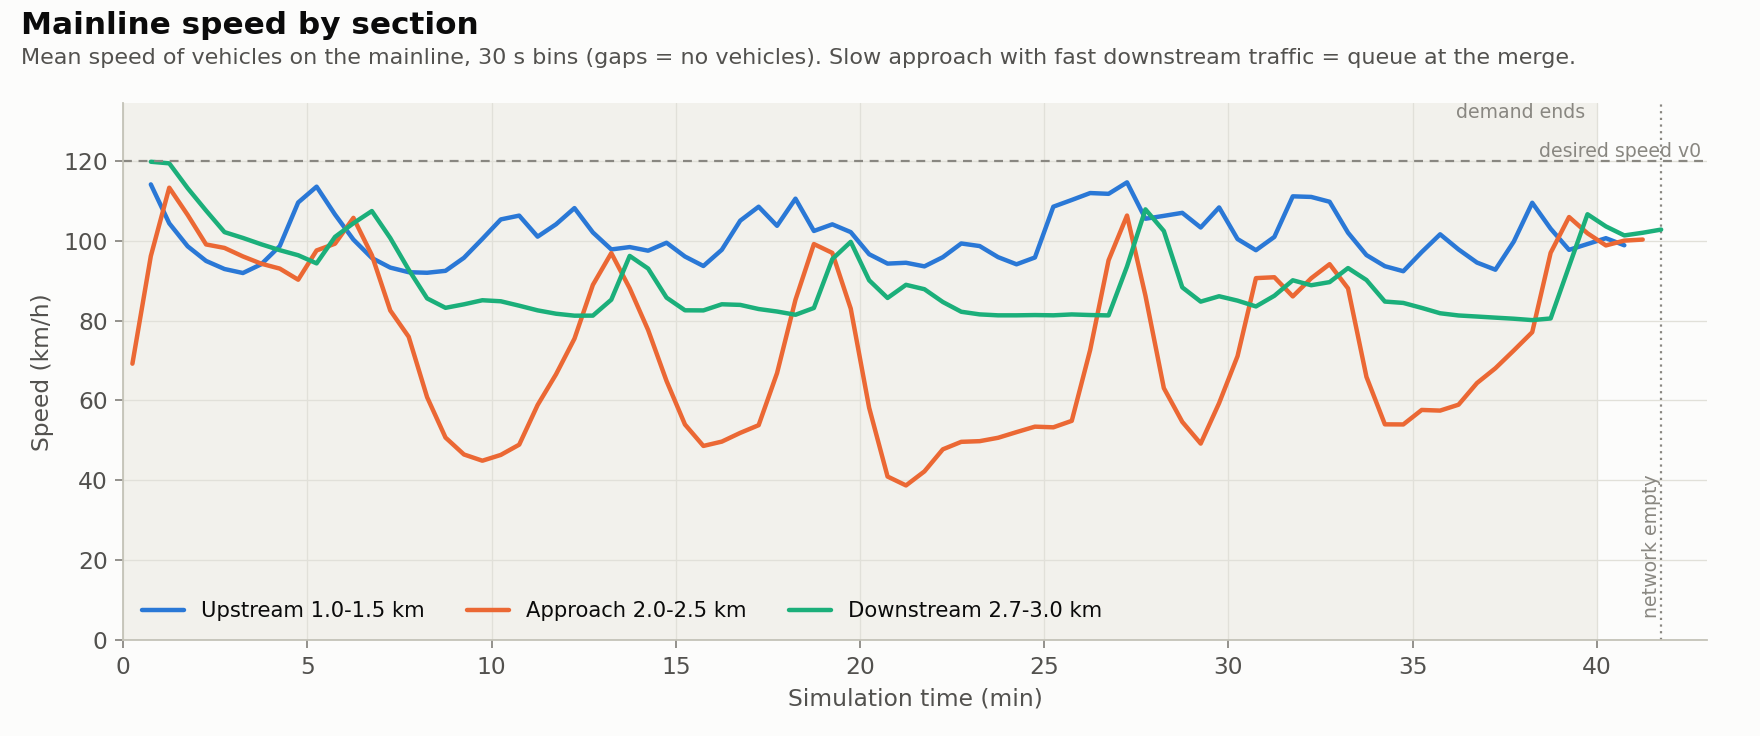 Mainline speed by section
Mean speed of vehicles on the mainline, 30 s bins (gaps = no vehicles). Slow approach with fast downstream traffic = queue at the merge.
demand ends
desired speed v0
120
100
80
60
40
20
0
Speed (km/h)
network empty
Upstream 1.0-1.5 km
Approach 2.0-2.5 km
Downstream 2.7-3.0 km
0 5 10 15 20 25 30 35 40
Simulation time (min)